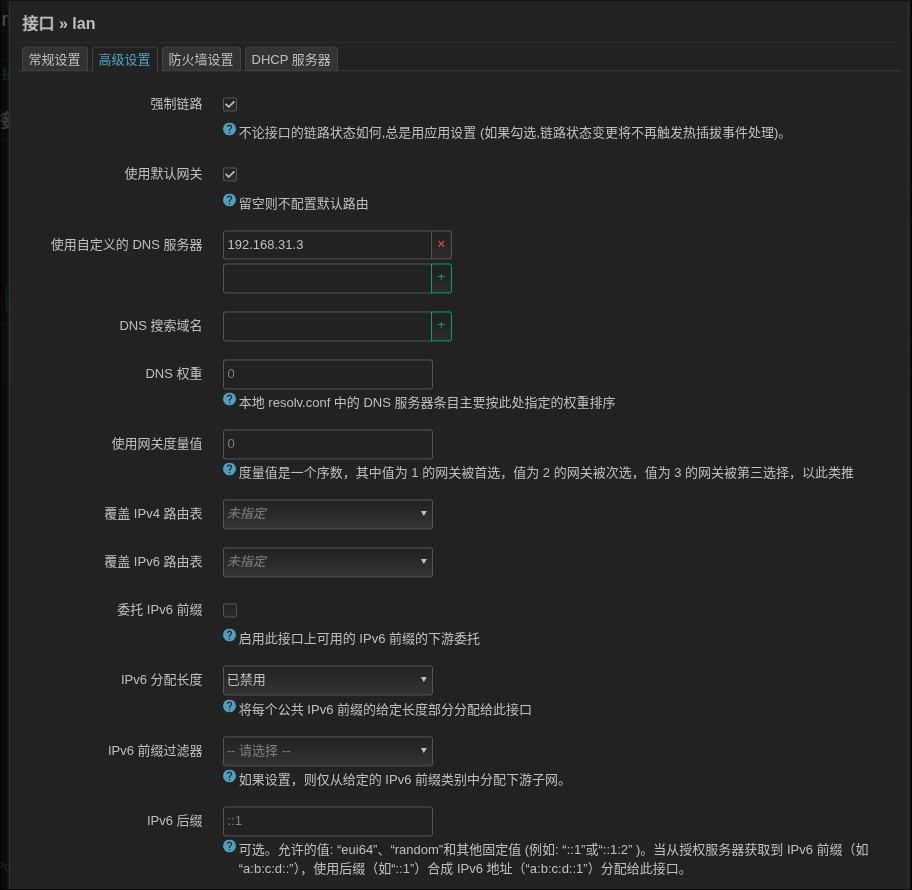 接口 » lan
常规设置 高级设置 防火墙设置 DHCP 服务器
强制链路
不论接口的链路状态如何,总是用应用设置 (如果勾选,链路状态变更将不再触发热插拔事件处理)。
使用默认网关
留空则不配置默认路由
使用自定义的 DNS 服务器 192.168.31.3 ×
+
DNS 搜索域名 +
DNS 权重 0
本地 resolv.conf 中的 DNS 服务器条目主要按此处指定的权重排序
使用网关度量值 0
度量值是一个序数，其中值为 1 的网关被首选，值为 2 的网关被次选，值为 3 的网关被第三选择，以此类推
覆盖 IPv4 路由表 未指定
覆盖 IPv6 路由表 未指定
委托 IPv6 前缀
启用此接口上可用的 IPv6 前缀的下游委托
IPv6 分配长度 已禁用
将每个公共 IPv6 前缀的给定长度部分分配给此接口
IPv6 前缀过滤器 -- 请选择 --
如果设置，则仅从给定的 IPv6 前缀类别中分配下游子网。
IPv6 后缀 ::1
可选。允许的值: “eui64”、“random”和其他固定值 (例如: “::1”或“::1:2” )。当从授权服务器获取到 IPv6 前缀（如
“a:b:c:d::”），使用后缀（如“::1”）合成 IPv6 地址（“a:b:c:d::1”）分配给此接口。